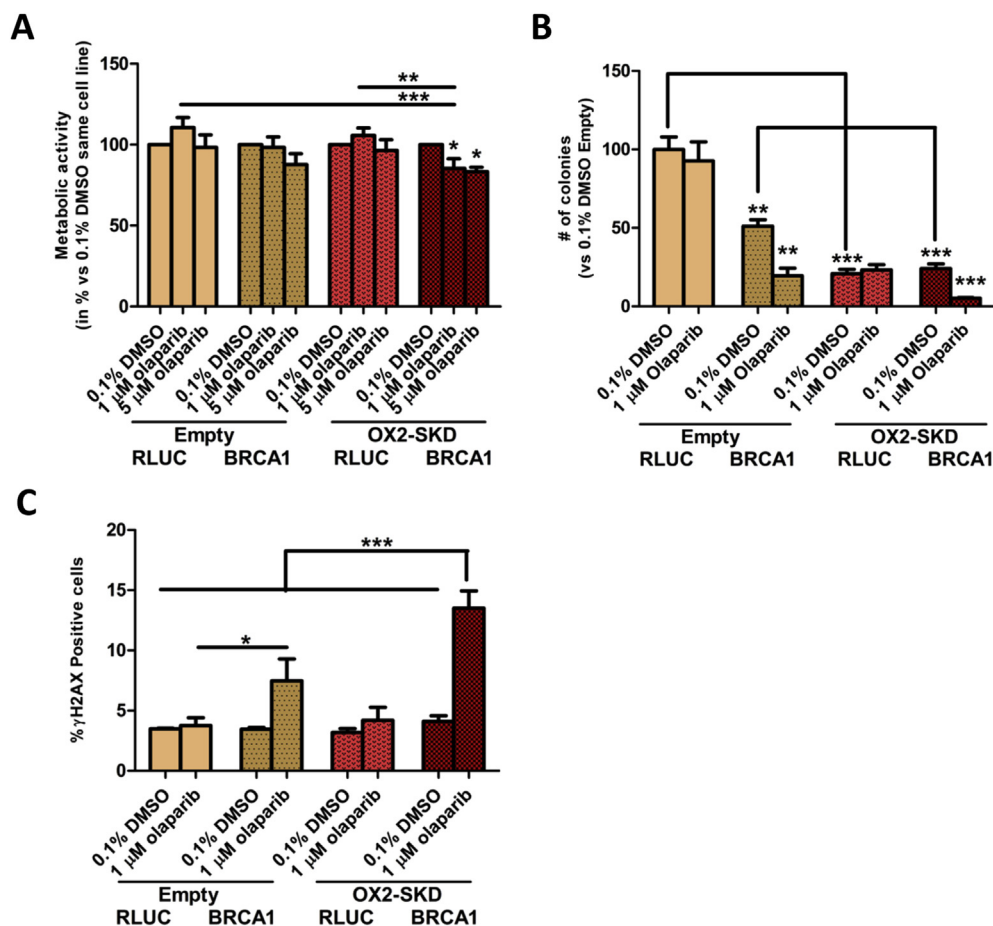 A
Metabolic activity
(in % vs 0.1% DMSO same cell line)
150
100
50
0
**
***
*
*
0.1% DMSO
1 µM Olaparib
5 µM Olaparib
0.1% DMSO
1 µM Olaparib
5 µM Olaparib
0.1% DMSO
1 µM Olaparib
5 µM Olaparib
0.1% DMSO
1 µM Olaparib
5 µM Olaparib
Empty
OX2-SKD
RLUC
BRCA1
RLUC
BRCA1
B
# of colonies
(vs 0.1% DMSO Empty)
150
100
50
0
**
**
***
***
***
0.1% DMSO
1 µM Olaparib
0.1% DMSO
1 µM Olaparib
0.1% DMSO
1 µM Olaparib
0.1% DMSO
1 µM Olaparib
Empty
OX2-SKD
RLUC
BRCA1
RLUC
BRCA1
C
%γH2AX Positive cells
20
15
10
5
0
***
*
0.1% DMSO
1 µM olaparib
0.1% DMSO
1 µM olaparib
0.1% DMSO
1 µM olaparib
0.1% DMSO
1 µM olaparib
Empty
OX2-SKD
RLUC
BRCA1
RLUC
BRCA1